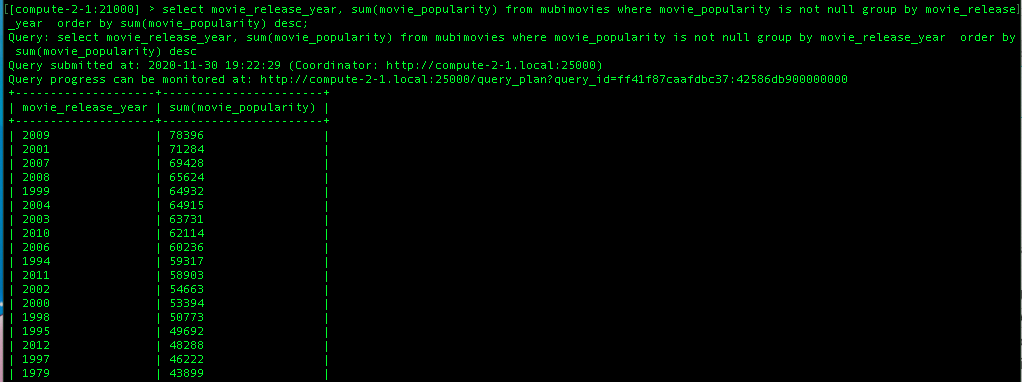 [[compute-2-1:21000] > select movie_release_year, sum(movie_popularity) from mubimovies where movie_popularity is not null group by movie_release]
_year  order by sum(movie_popularity) desc;
Query: select movie_release_year, sum(movie_popularity) from mubimovies where movie_popularity is not null group by movie_release_year  order by
 sum(movie_popularity) desc
Query submitted at: 2020-11-30 19:22:29 (Coordinator: http://compute-2-1.local:25000)
Query progress can be monitored at: http://compute-2-1.local:25000/query_plan?query_id=ff41f87caafdbc37:42586db900000000
+--------------------+-----------------------+
| movie_release_year | sum(movie_popularity) |
+--------------------+-----------------------+
| 2009               | 78396                 |
| 2001               | 71284                 |
| 2007               | 69428                 |
| 2008               | 65624                 |
| 1999               | 64932                 |
| 2004               | 64915                 |
| 2003               | 63731                 |
| 2010               | 62114                 |
| 2006               | 60236                 |
| 1994               | 59317                 |
| 2011               | 58903                 |
| 2002               | 54663                 |
| 2000               | 53394                 |
| 1998               | 50773                 |
| 1995               | 49692                 |
| 2012               | 48288                 |
| 1997               | 46222                 |
| 1979               | 43899                 |